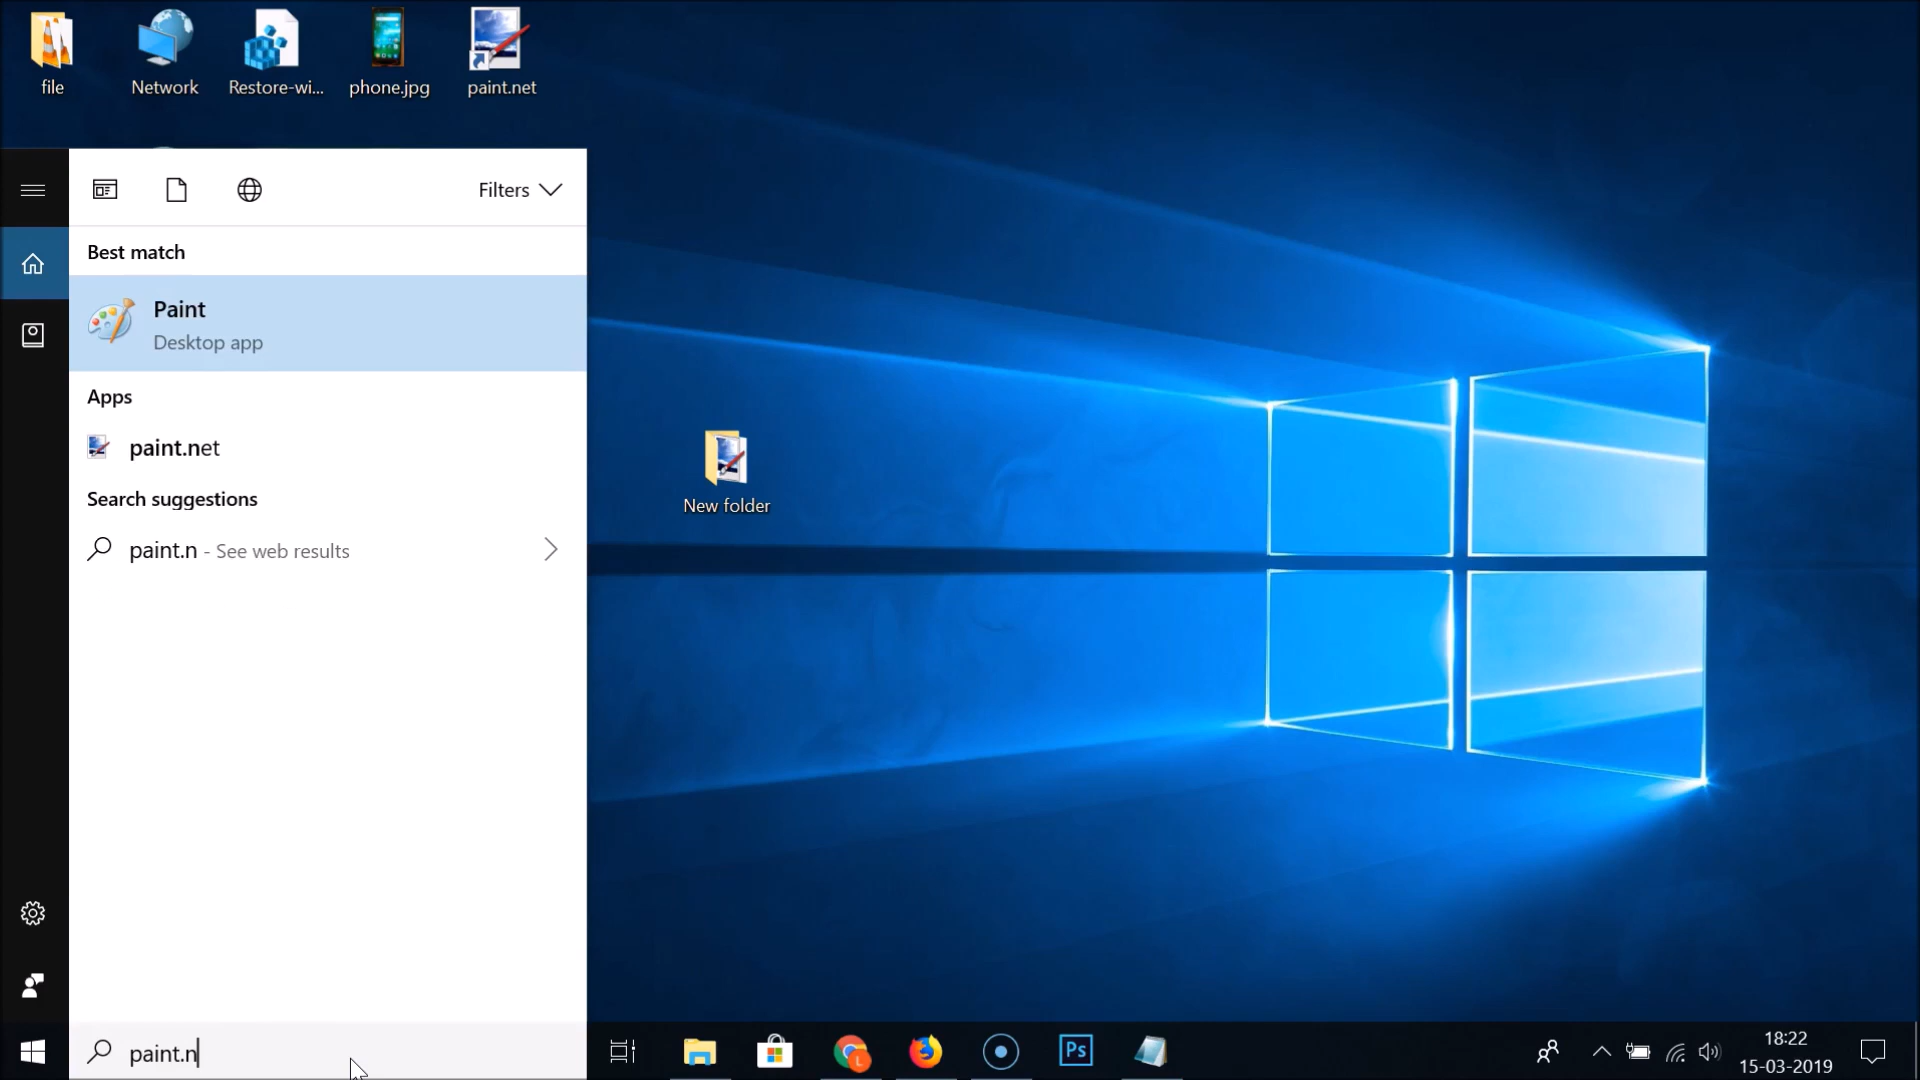 file
Network
Restore-wi...
phone.jpg
paint.net
Filters
Best match
Paint
Desktop app
Apps
paint.net
Search suggestions
paint.n - See web results
New folder
paint.n
L
Ps
18:22
15-03-2019